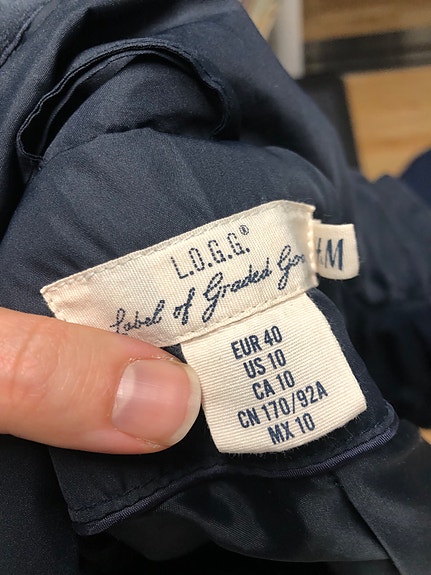 L.O.G.G.®
Label of Graded
M
EUR 40
US 10
CA 10
CN 170/92A
MX 10